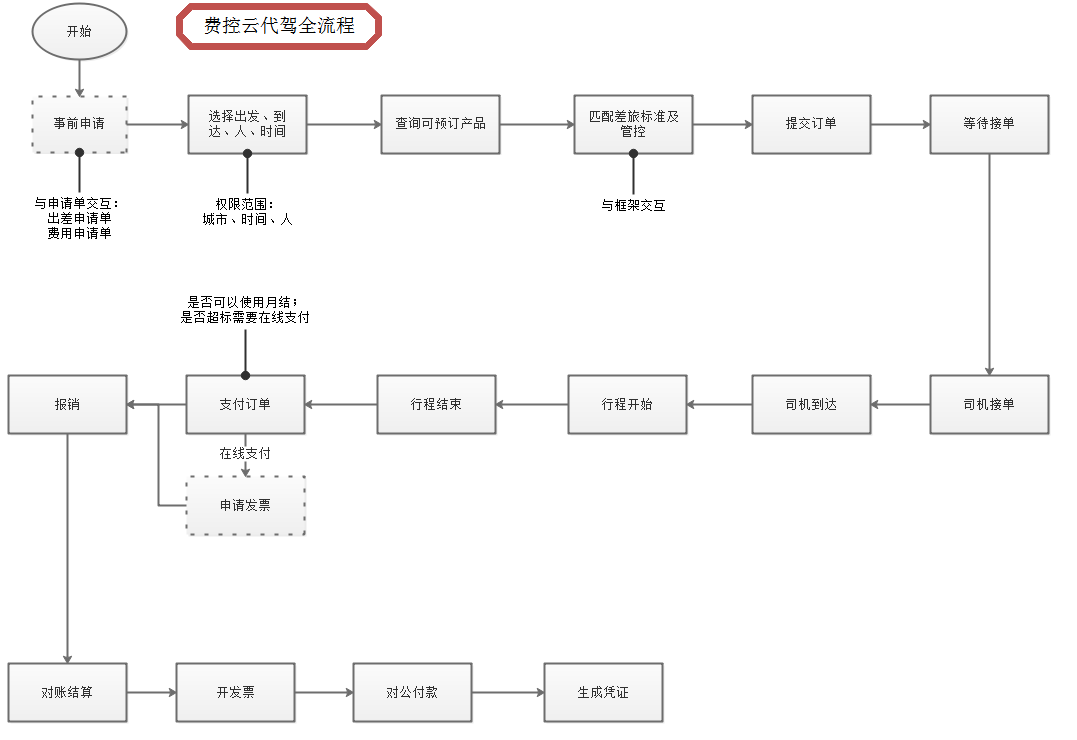 开始
费控云代驾全流程
事前申请
选择出发、到
达、人、时间
查询可预订产品
匹配差旅标准及
管控
提交订单
等待接单
与申请单交互：
出差申请单
费用申请单
权限范围：
城市、时间、人
与框架交互
是否可以使用月结；
是否超标需要在线支付
报销
支付订单
行程结束
行程开始
司机到达
司机接单
在线支付
申请发票
对账结算
开发票
对公付款
生成凭证